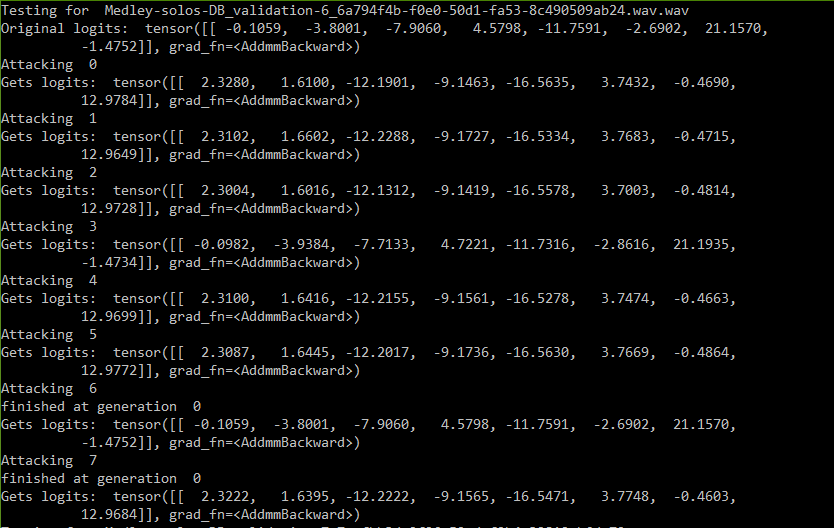 Testing for  Medley-solos-DB_validation-6_6a794f4b-f0e0-50d1-fa53-8c490509ab24.wav.wav
Original logits:  tensor([[ -0.1059,  -3.8001,  -7.9060,   4.5798, -11.7591,  -2.6902,  21.1570,
          -1.4752]], grad_fn=<AddmmBackward>)
Attacking  0
Gets logits:  tensor([[  2.3280,   1.6100, -12.1901,  -9.1463, -16.5635,   3.7432,  -0.4690,
          12.9784]], grad_fn=<AddmmBackward>)
Attacking  1
Gets logits:  tensor([[  2.3102,   1.6602, -12.2288,  -9.1727, -16.5334,   3.7683,  -0.4715,
          12.9649]], grad_fn=<AddmmBackward>)
Attacking  2
Gets logits:  tensor([[  2.3004,   1.6016, -12.1312,  -9.1419, -16.5578,   3.7003,  -0.4814,
          12.9728]], grad_fn=<AddmmBackward>)
Attacking  3
Gets logits:  tensor([[ -0.0982,  -3.9384,  -7.7133,   4.7221, -11.7316,  -2.8616,  21.1935,
          -1.4734]], grad_fn=<AddmmBackward>)
Attacking  4
Gets logits:  tensor([[  2.3100,   1.6416, -12.2155,  -9.1561, -16.5278,   3.7474,  -0.4663,
          12.9699]], grad_fn=<AddmmBackward>)
Attacking  5
Gets logits:  tensor([[  2.3087,   1.6445, -12.2017,  -9.1736, -16.5630,   3.7669,  -0.4864,
          12.9772]], grad_fn=<AddmmBackward>)
Attacking  6
finished at generation  0
Gets logits:  tensor([[ -0.1059,  -3.8001,  -7.9060,   4.5798, -11.7591,  -2.6902,  21.1570,
          -1.4752]], grad_fn=<AddmmBackward>)
Attacking  7
finished at generation  0
Gets logits:  tensor([[  2.3222,   1.6395, -12.2222,  -9.1565, -16.5471,   3.7748,  -0.4603,
          12.9684]], grad_fn=<AddmmBackward>)